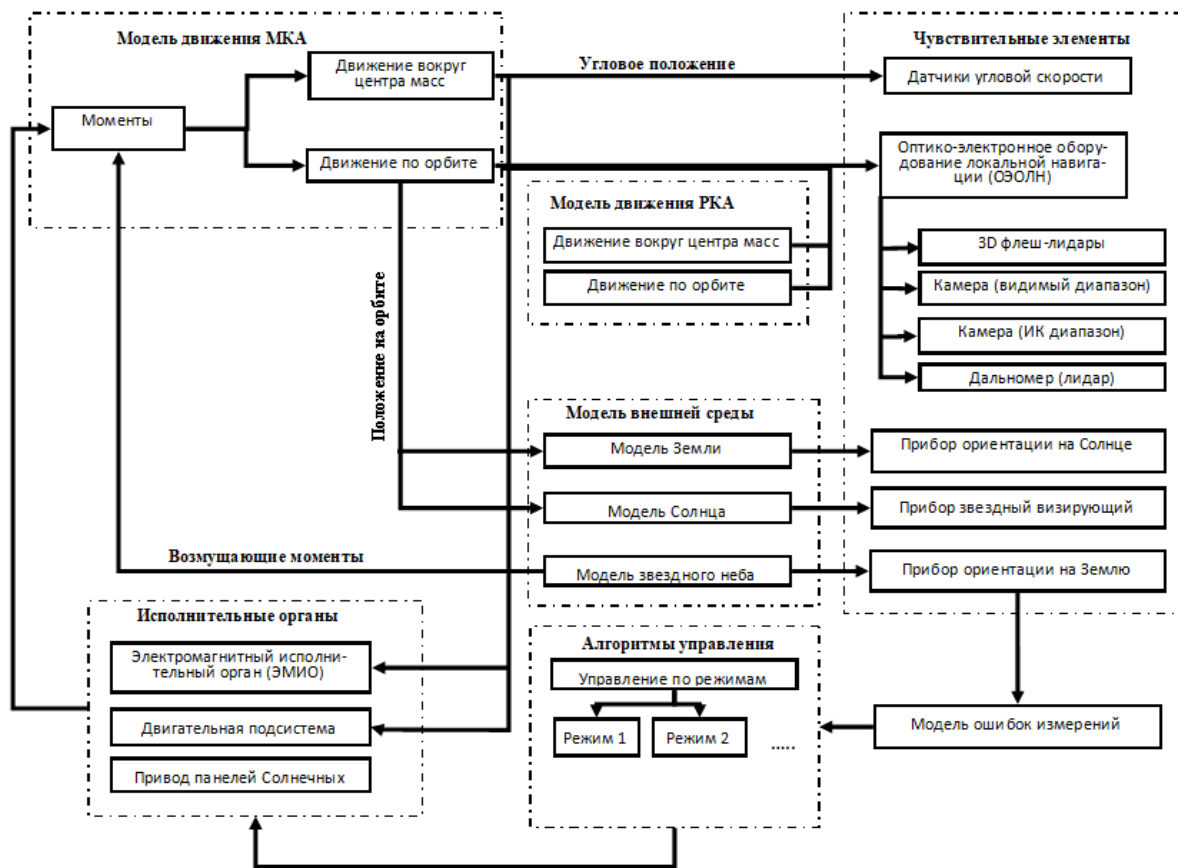 Модель движения МКА
Движение вокруг
центра масс
Моменты
Движение по орбите
Угловое положение
Чувствительные элементы
Датчики угловой скорости
Оптико-электронное обору-
дование локальной навига-
ции (ОЭОЛН)
3D флеш-лидары
Камера (видимый диапазон)
Камера (ИК диапазон)
Дальномер (лидар)
Модель движения РКА
Движение вокруг центра масс
Движение по орбите
Положение на орбите
Модель внешней среды
Модель Земли
Прибор ориентации на Солнце
Модель Солнца
Прибор звездный визирующий
Возмущающие моменты
Модель звездного неба
Прибор ориентации на Землю
Исполнительные органы
Электромагнитный исполни-
тельный орган (ЭМИО)
Двигательная подсистема
Привод панелей Солнечных
Алгоритмы управления
Управление по режимам
Режим 1
Режим 2
.....
Модель ошибок измерений